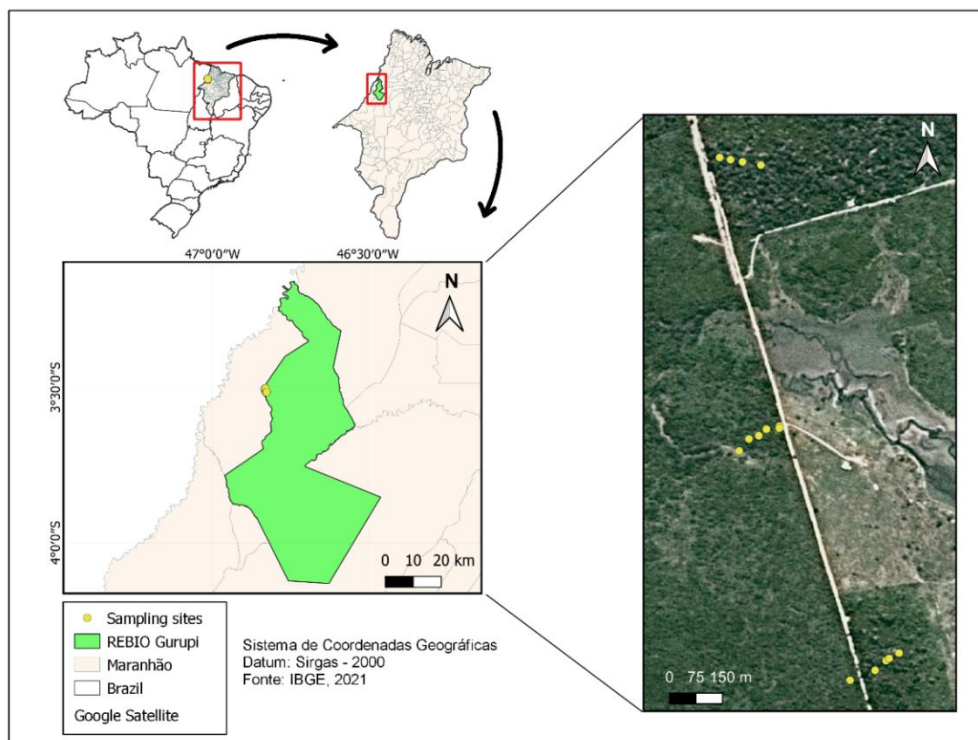 47°0'0"W
46°30'0"W
N
3°30'0"S
4°0'0"S
0 10 20 km
Sampling sites
REBIO Gurupi
Maranhão
Brazil
Google Satellite
Sistema de Coordenadas Geográficas
Datum: Sirgas - 2000
Fonte: IBGE, 2021
N
0 75 150 m